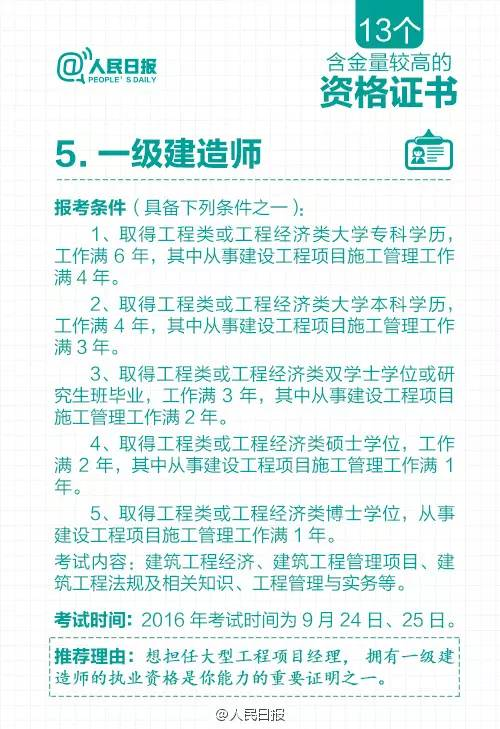 13个
含金量较高的
资格证书
@人民日报
PEOPLE'S DAILY
5. 一级建造师
报考条件（具备下列条件之一）：
1、取得工程类或工程经济类大学专科学历，
工作满 6 年，其中从事建设工程项目施工管理工作
满 4 年。
2、取得工程类或工程经济类大学本科学历，
工作满 4 年，其中从事建设工程项目施工管理工作
满 3 年。
3、取得工程类或工程经济类双学士学位或研
究生班毕业，工作满 3 年，其中从事建设工程项目
施工管理工作满 2 年。
4、取得工程类或工程经济类硕士学位，工作
满 2 年，其中从事建设工程项目施工管理工作满 1
年。
5、取得工程类或工程经济类博士学位，从事
建设工程项目施工管理工作满 1 年。
考试内容：建筑工程经济、建筑工程管理项目、建
筑工程法规及相关知识、工程管理与实务等。
考试时间：2016 年考试时间为 9 月 24 日、25 日。
推荐理由：想担任大型工程项目经理，拥有一级建
造师的执业资格是你能力的重要证明之一。
@人民日报